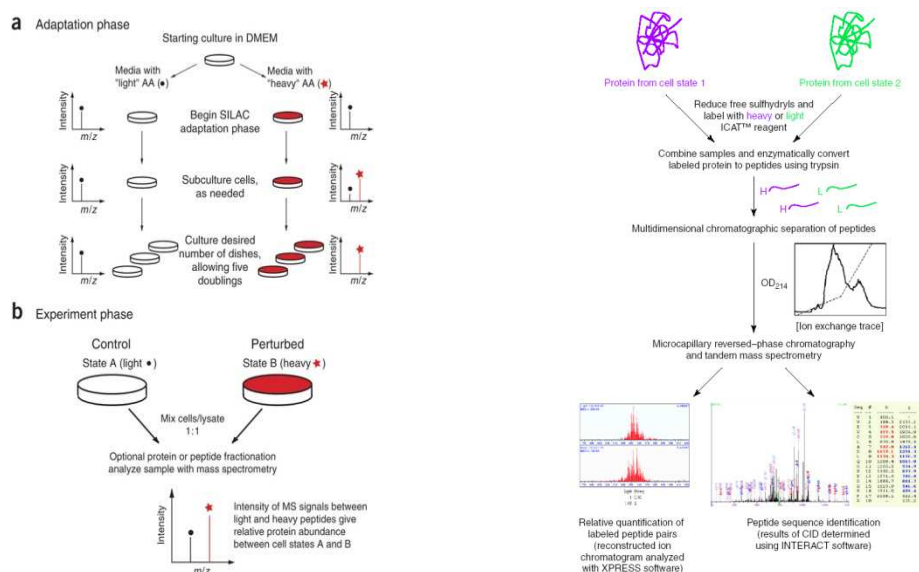 a Adaptation phase
Starting culture in DMEM
Media with
"light" AA (•)
Media with
"heavy" AA (★)
Intensity
m/z
Begin SILAC
adaptation phase
Intensity
m/z
Intensity
m/z
Subculture cells,
as needed
Intensity
m/z
Intensity
m/z
Culture desired
number of dishes,
allowing five
doublings
Intensity
m/z
b Experiment phase
Control
State A (light •)
Perturbed
State B (heavy ★)
Mix cells/lysate
1:1
Optional protein or peptide fractionation
analyze sample with mass spectrometry
Intensity
m/z
Intensity of MS signals between
light and heavy peptides give
relative protein abundance
between cell states A and B
Protein from cell state 1
Protein from cell state 2
Reduce free sulfhydryls and
label with heavy or light
ICAT™ reagent
Combine samples and enzymatically convert
labeled protein to peptides using trypsin
H
L
H
L
Multidimensional chromatographic separation of peptides
OD214
[Ion exchange trace]
Microcapillary reversed–phase chromatography
and tandem mass spectrometry
Relative quantification of
labeled peptide pairs
(reconstructed ion
chromatogram analyzed
with XPRESS software)
Peptide sequence identification
(results of CID determined
using INTERACT software)